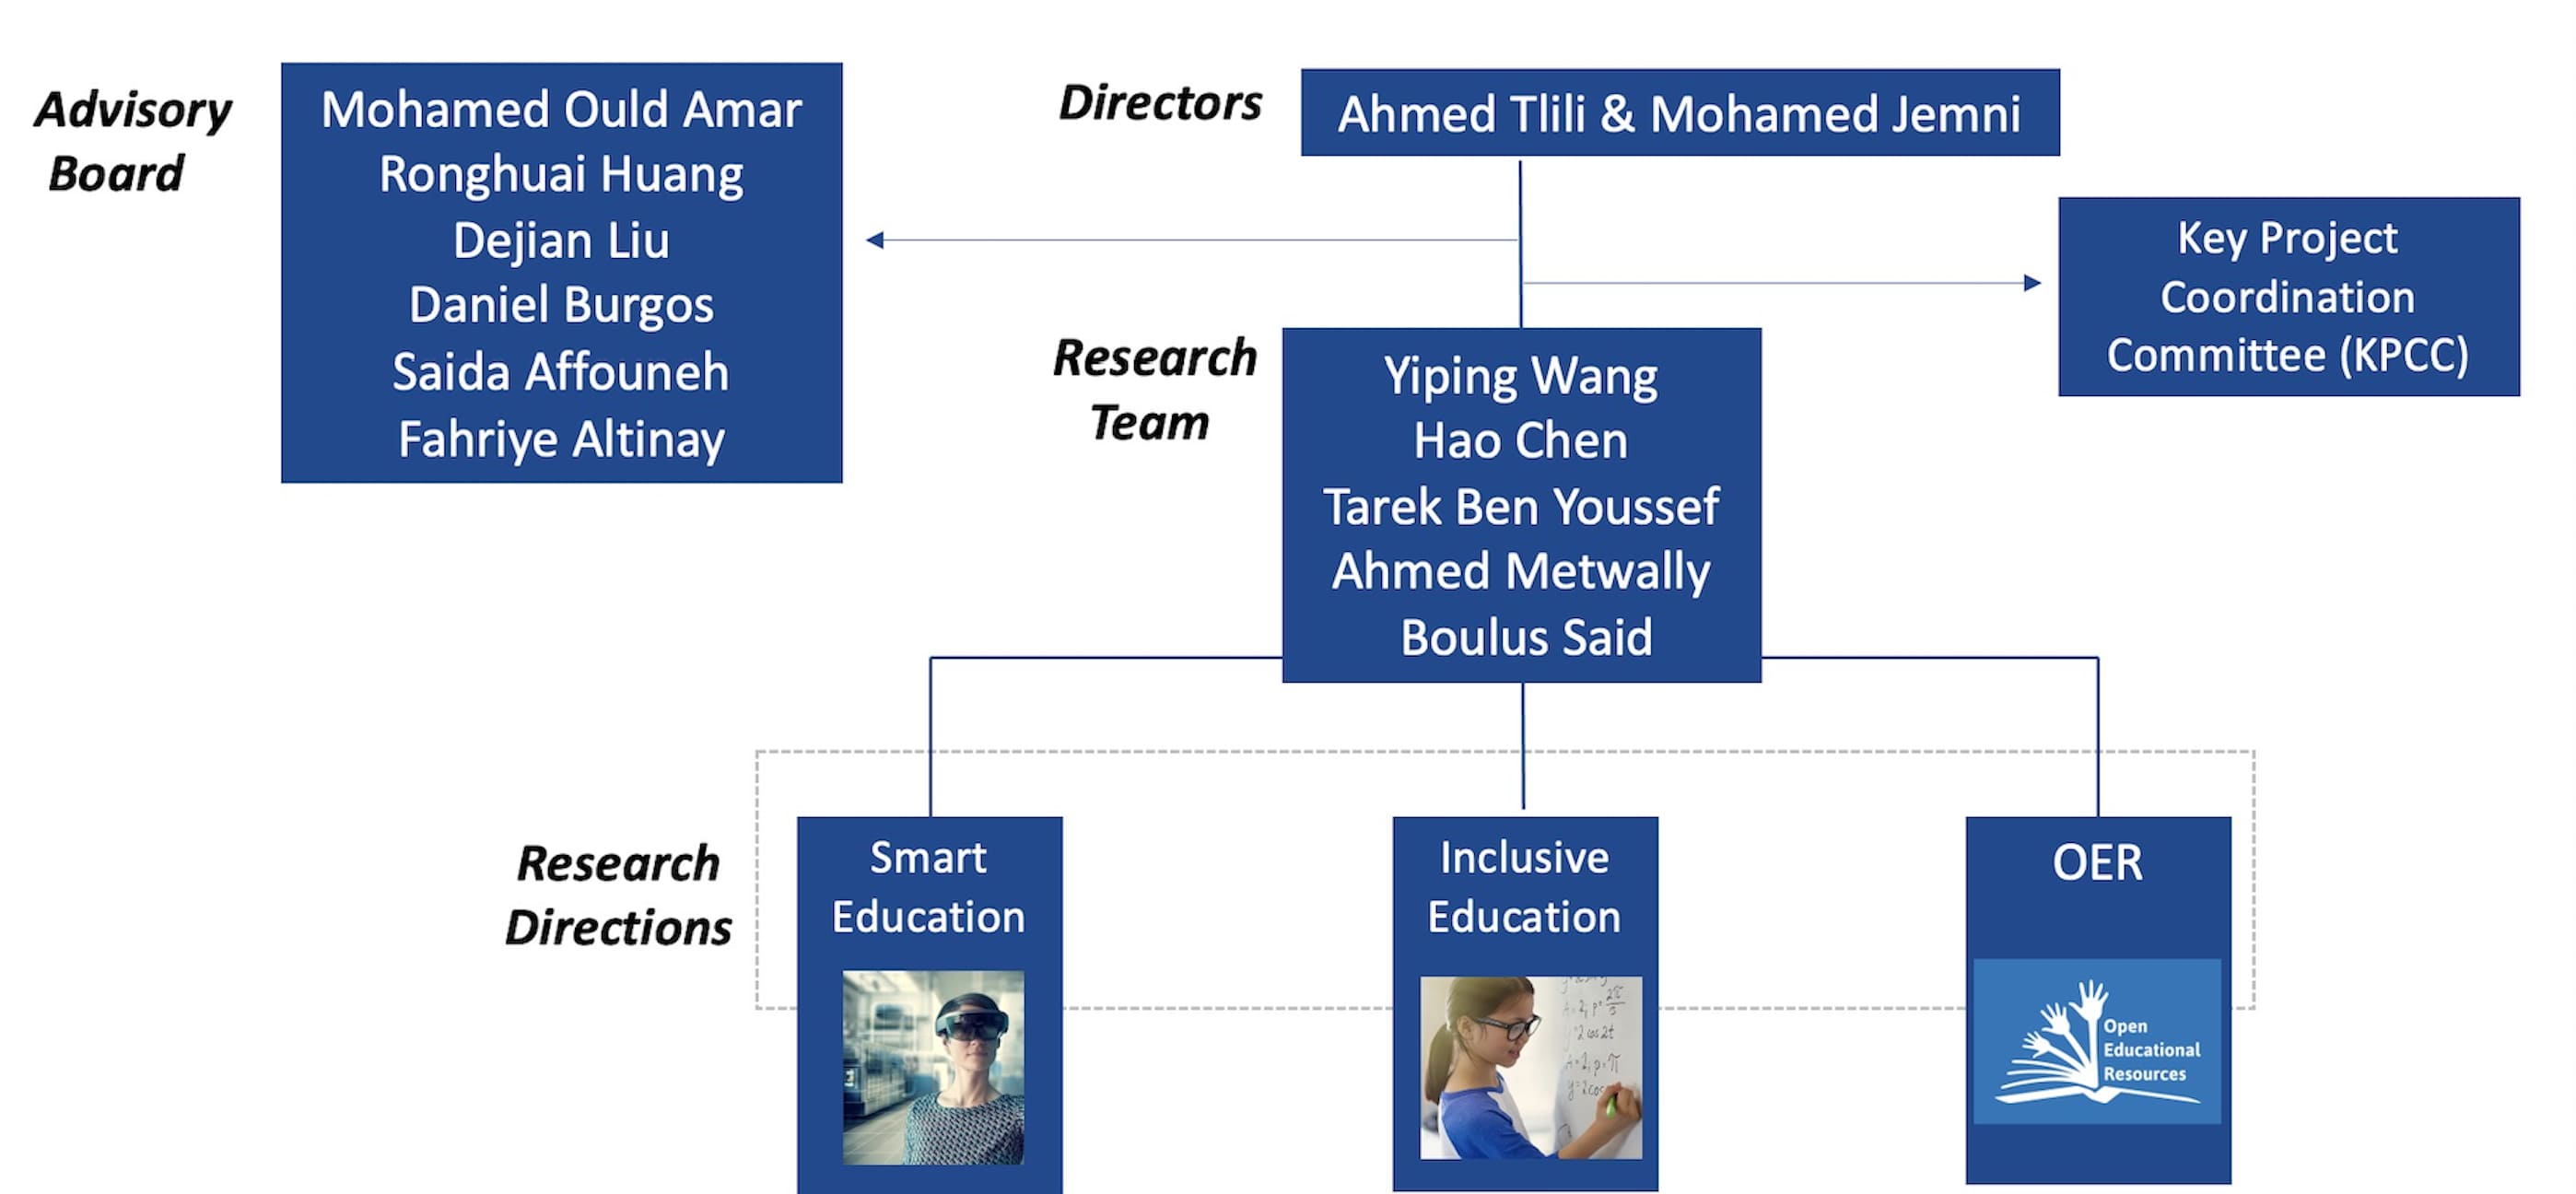 Advisory
Board
Mohamed Ould Amar
Ronghuai Huang
Dejian Liu
Daniel Burgos
Saida Affouneh
Fahriye Altinay
Directors
Ahmed Tlili & Mohamed Jemni
Key Project
Coordination
Committee (KPCC)
Research
Team
Yiping Wang
Hao Chen
Tarek Ben Youssef
Ahmed Metwally
Boulus Said
Research
Directions
Smart
Education
Inclusive
Education
OER
Open
Educational
Resources